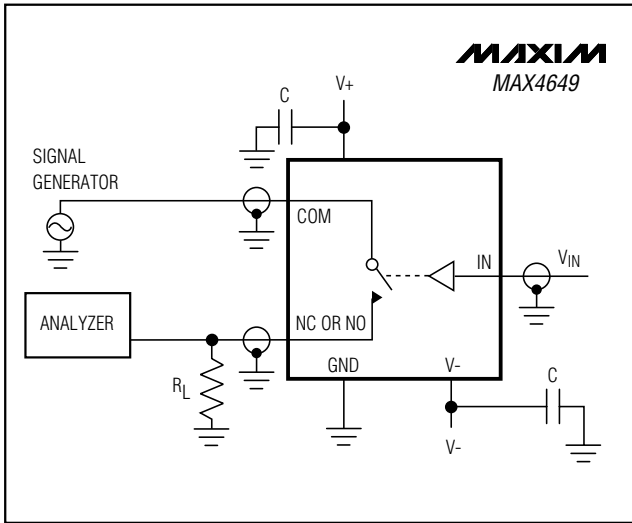 MAXIM
MAX4649
C
V+
SIGNAL
GENERATOR
COM
IN
VIN
ANALYZER
NC OR NO
RL
GND
V-
C
V-